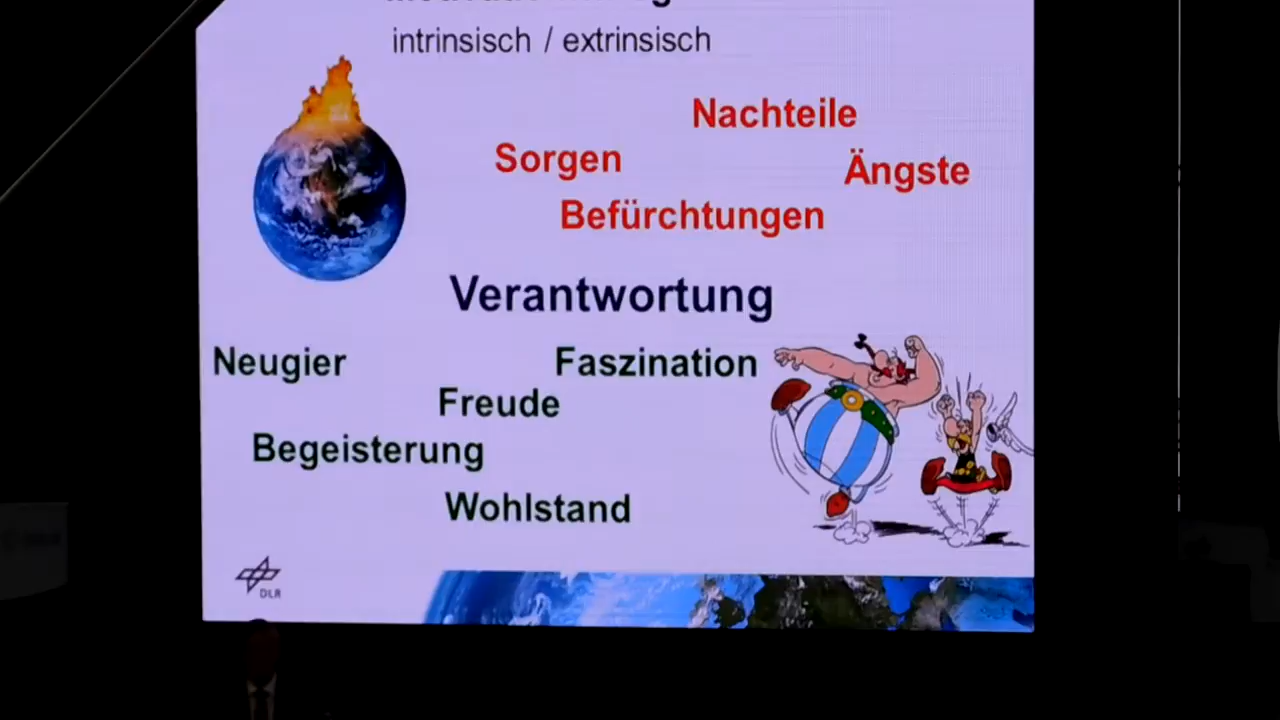 intrinsisch / extrinsisch
Nachteile
Sorgen
Ängste
Befürchtungen
Verantwortung
Neugier
Faszination
Freude
Begeisterung
Wohlstand
DLR